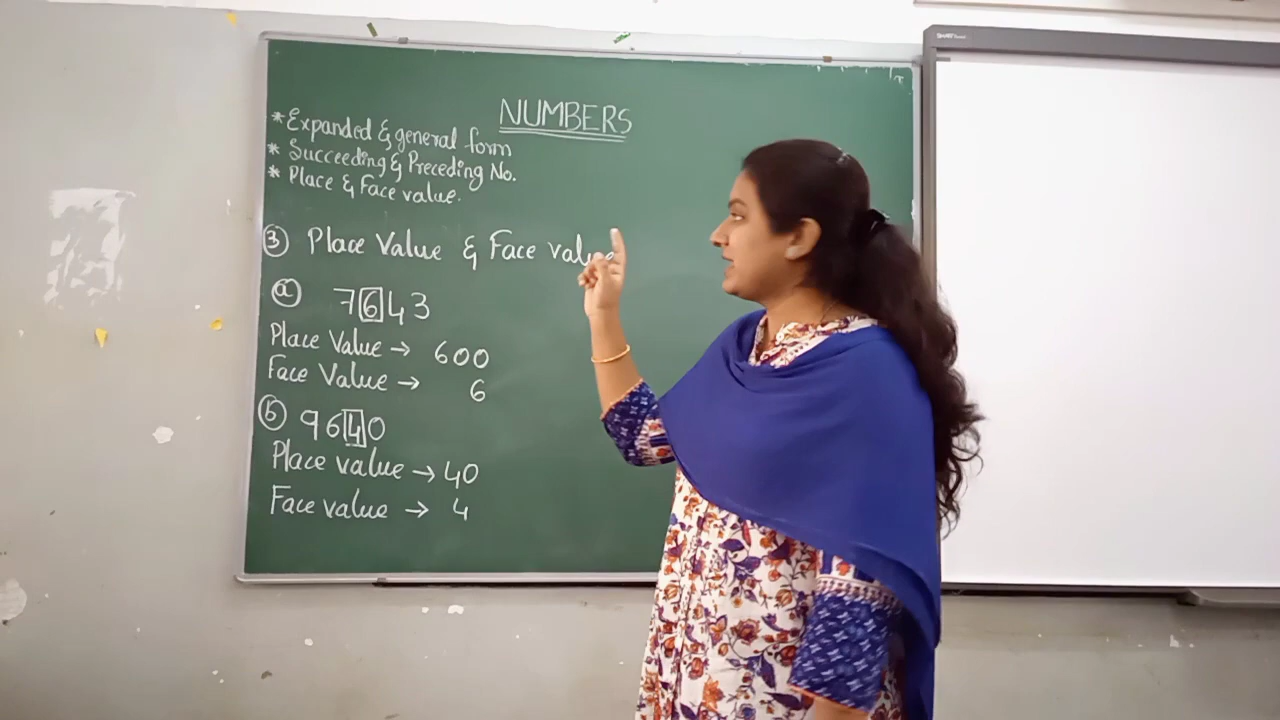 NUMBERS
* Expanded & general form
* Succeeding & Preceding No.
* Place & Face value.
③ Place Value & Face value
ⓐ 7643
Place Value → 600
Face Value → 6
ⓑ 9640
Place value → 40
Face value → 4